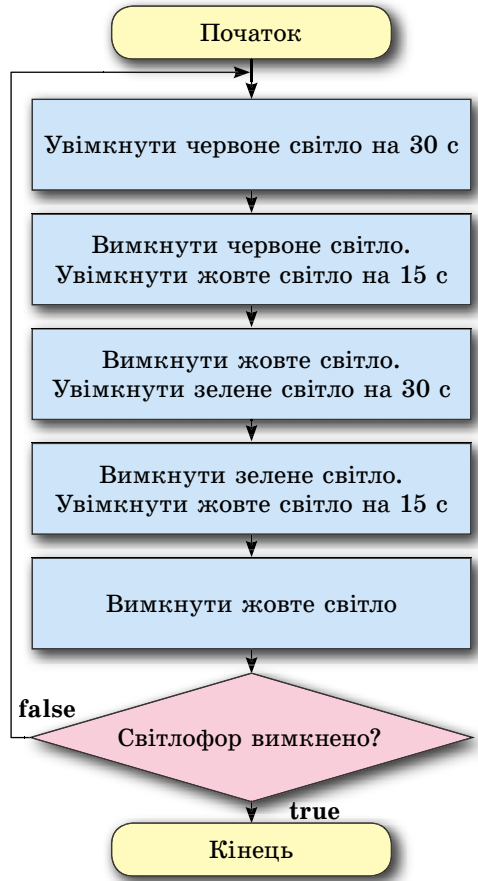 Початок
Увімкнути червоне світло на 30 с
Вимкнути червоне світло.
Увімкнути жовте світло на 15 с
Вимкнути жовте світло.
Увімкнути зелене світло на 30 с
Вимкнути зелене світло.
Увімкнути жовте світло на 15 с
Вимкнути жовте світло
false
Світлофор вимкнено?
true
Кінець